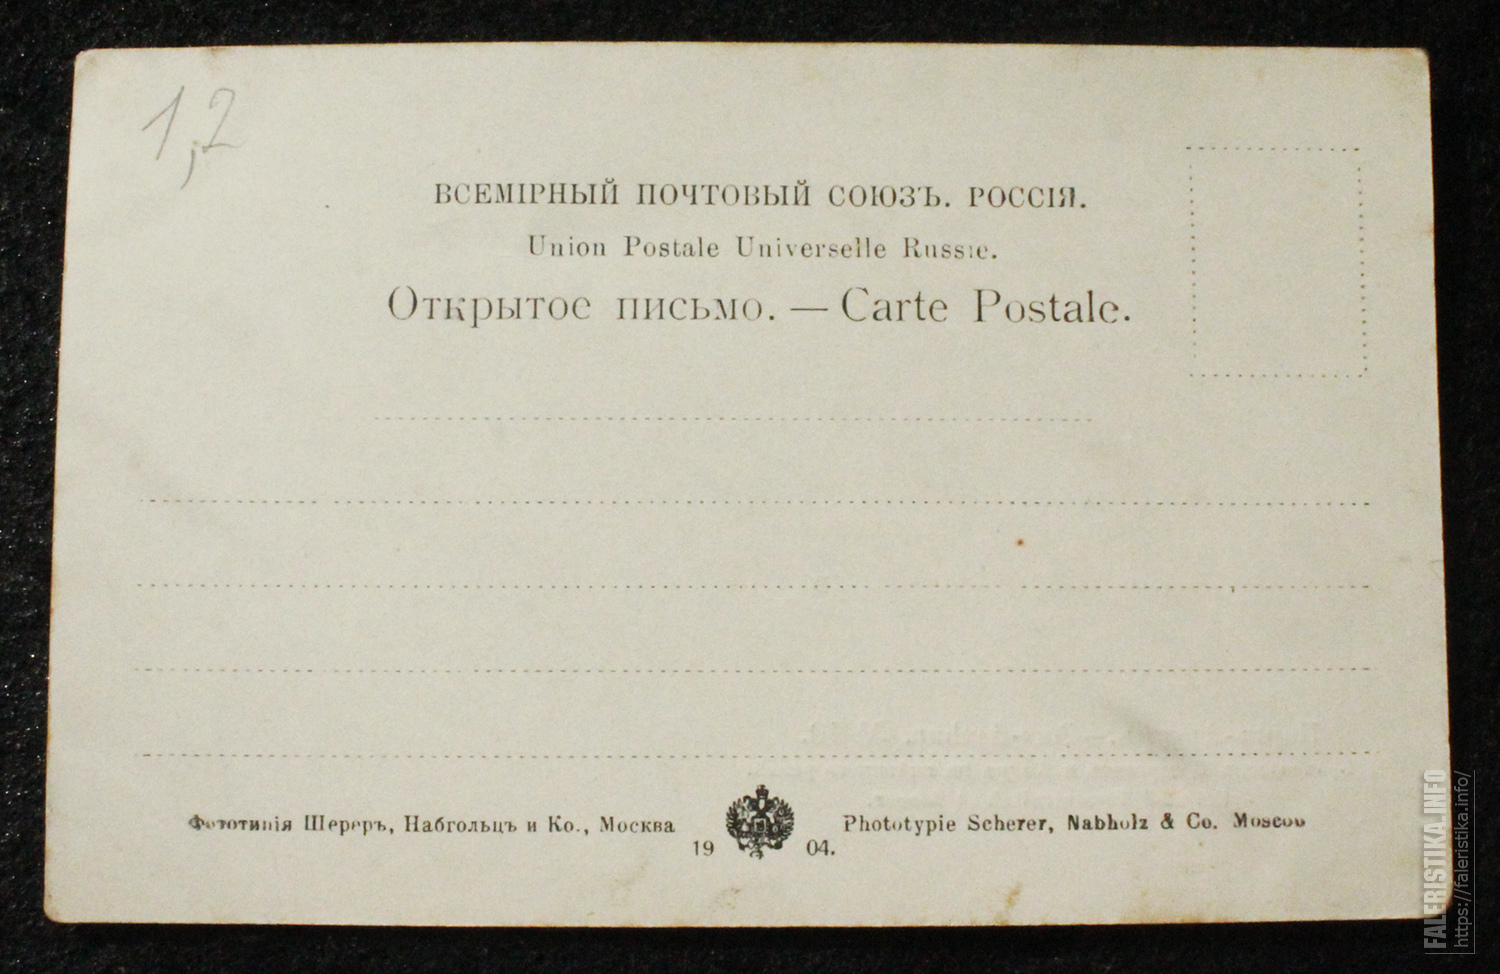 1,2
ВСЕМІРНЫЙ ПОЧТОВЫЙ СОЮЗЪ. РОССІЯ.
Union Postale Universelle Russie.
Открытое письмо. — Carte Postale.
Фототипія Шереръ, Набгольцъ и Ко., Москва
Phototypie Scherer, Nabholz & Co. Moscou
19 04.
FALERISTIKA.INFO
https://faleristika.info/